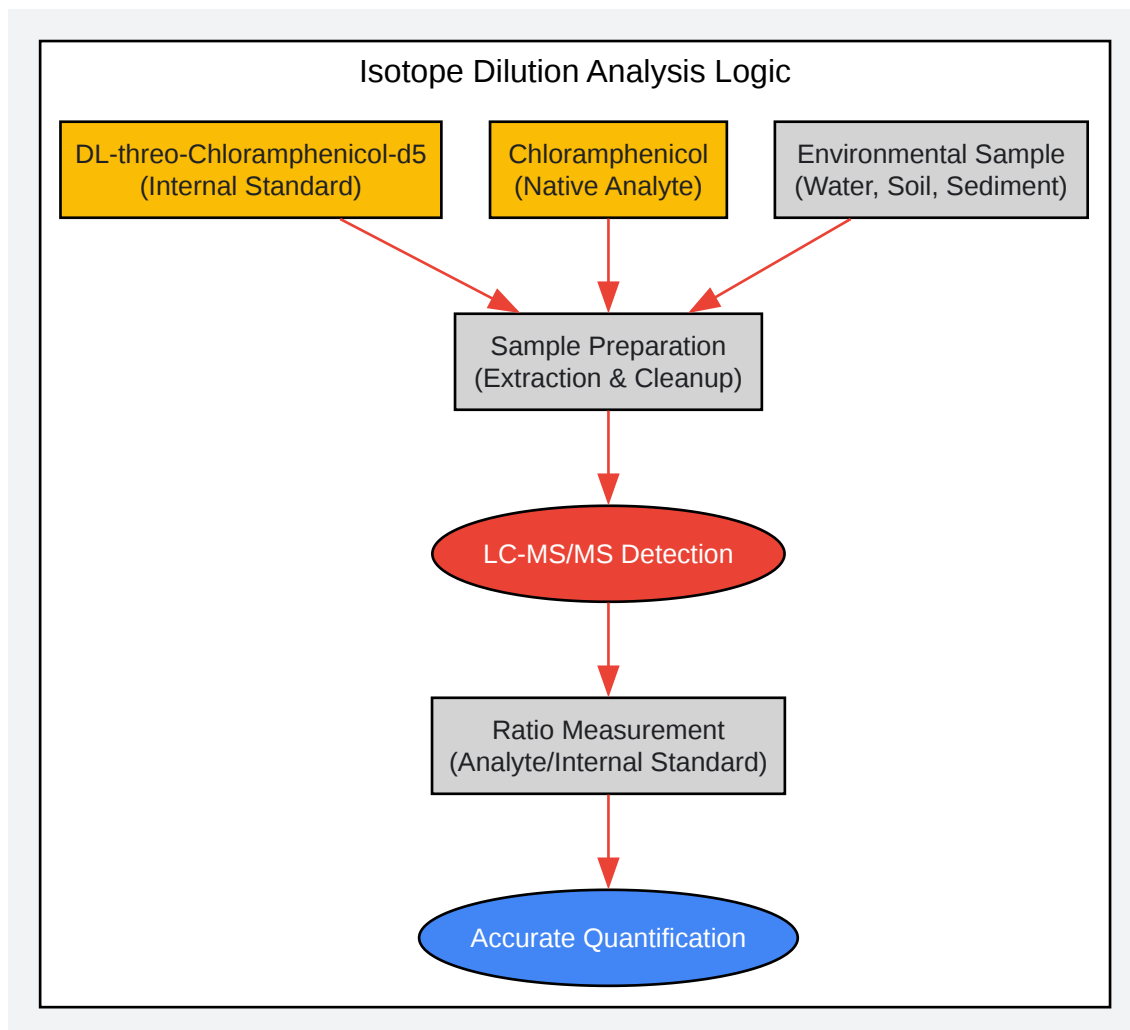 Isotope Dilution Analysis Logic
DL-threo-Chloramphenicol-d5
(Internal Standard)
Chloramphenicol
(Native Analyte)
Environmental Sample
(Water, Soil, Sediment)
Sample Preparation
(Extraction & Cleanup)
LC-MS/MS Detection
Ratio Measurement
(Analyte/Internal Standard)
Accurate Quantification